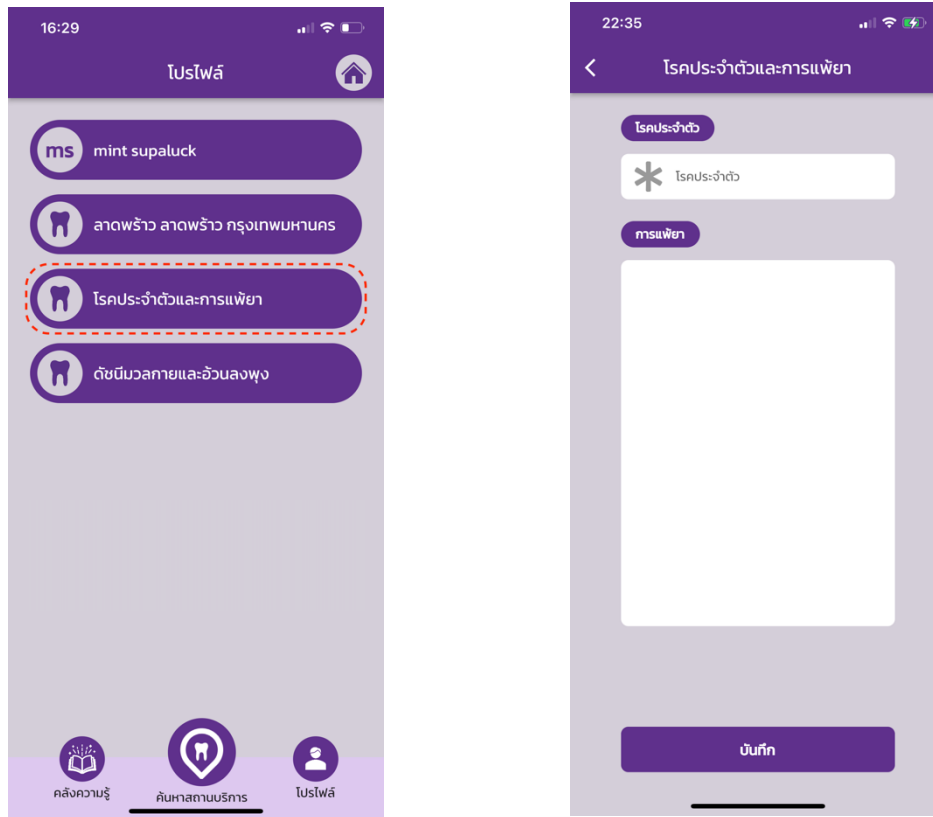 16:29
โปรไฟล์
ms mint supaluck
ลาดพร้าว ลาดพร้าว กรุงเทพมหานคร
โรคประจำตัวและการแพ้ยา
ดัชนีมวลกายและอ้วนลงพุง
คลังความรู้
ค้นหาสถานบริการ
โปรไฟล์
22:35
โรคประจำตัวและการแพ้ยา
โรคประจำตัว
โรคประจำตัว
การแพ้ยา
บันทึก